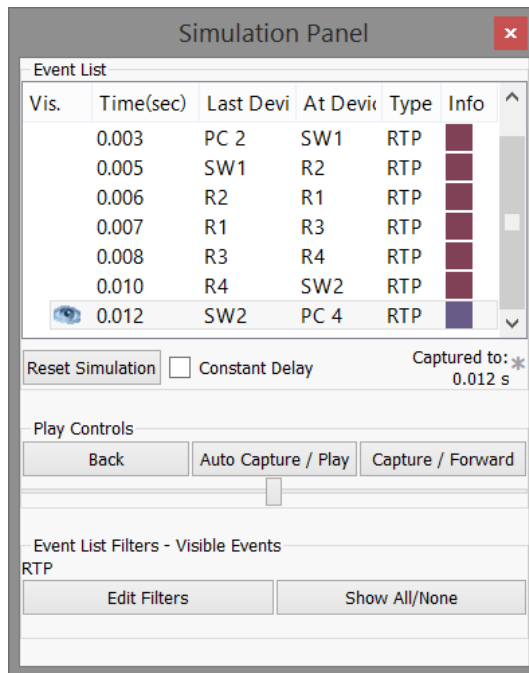 Simulation Panel
Event List
Vis. Time(sec) Last Devi At Devic Type Info
0.003 PC 2 SW1 RTP
0.005 SW1 R2 RTP
0.006 R2 R1 RTP
0.007 R1 R3 RTP
0.008 R3 R4 RTP
0.010 R4 SW2 RTP
0.012 SW2 PC 4 RTP
Reset Simulation Constant Delay Captured to: *
0.012 s
Play Controls
Back Auto Capture / Play Capture / Forward
Event List Filters - Visible Events
RTP
Edit Filters Show All/None